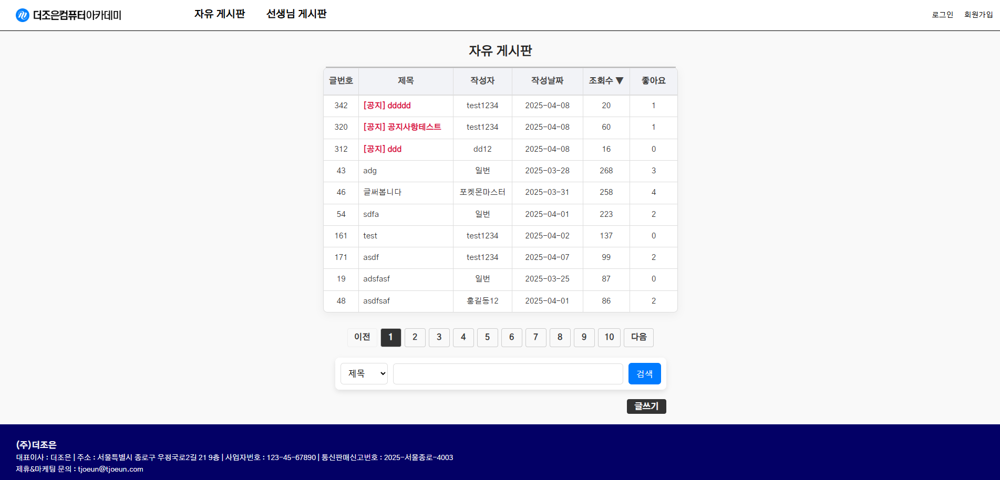 더조은컴퓨터아카데미 자유 게시판 선생님 게시판 로그인 회원가입
자유 게시판
글번호 제목 작성자 작성날짜 조회수 ▼ 좋아요
342 [공지] ddddd test1234 2025-04-08 20 1
320 [공지] 공지사항테스트 test1234 2025-04-08 60 1
312 [공지] ddd dd12 2025-04-08 16 0
43 adg 일번 2025-03-28 268 3
46 글써봅니다 포켓몬마스터 2025-03-31 258 4
54 sdfa 일번 2025-04-01 223 2
161 test test1234 2025-04-02 137 0
171 asdf test1234 2025-04-07 99 2
19 adsfasf 일번 2025-03-25 87 0
48 asdfsaf 홍길동12 2025-04-01 86 2
이전 1 2 3 4 5 6 7 8 9 10 다음
제목 검색
글쓰기
(주)더조은
대표이사 : 더조은 | 주소 : 서울특별시 종로구 우정국로2길 21 9층 | 사업자번호 : 123-45-67890 | 통신판매신고번호 : 2025-서울종로-4003
제휴&마케팅 문의 : tjoeun@tjoeun.com